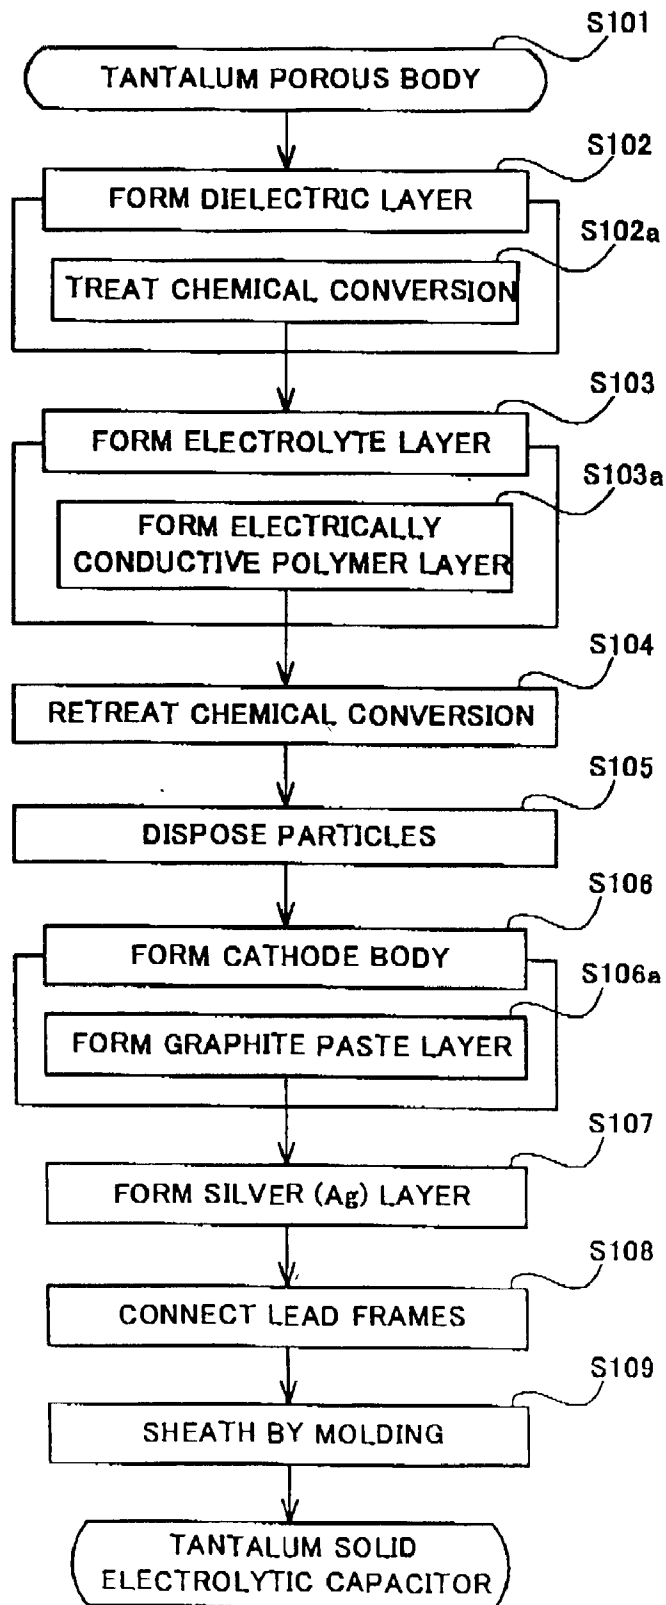 S101
TANTALUM POROUS BODY
S102
FORM DIELECTRIC LAYER
S102a
TREAT CHEMICAL CONVERSION
S103
FORM ELECTROLYTE LAYER
S103a
FORM ELECTRICALLY
CONDUCTIVE POLYMER LAYER
S104
RETREAT CHEMICAL CONVERSION
S105
DISPOSE PARTICLES
S106
FORM CATHODE BODY
S106a
FORM GRAPHITE PASTE LAYER
S107
FORM SILVER (Ag) LAYER
S108
CONNECT LEAD FRAMES
S109
SHEATH BY MOLDING
TANTALUM SOLID
ELECTROLYTIC CAPACITOR